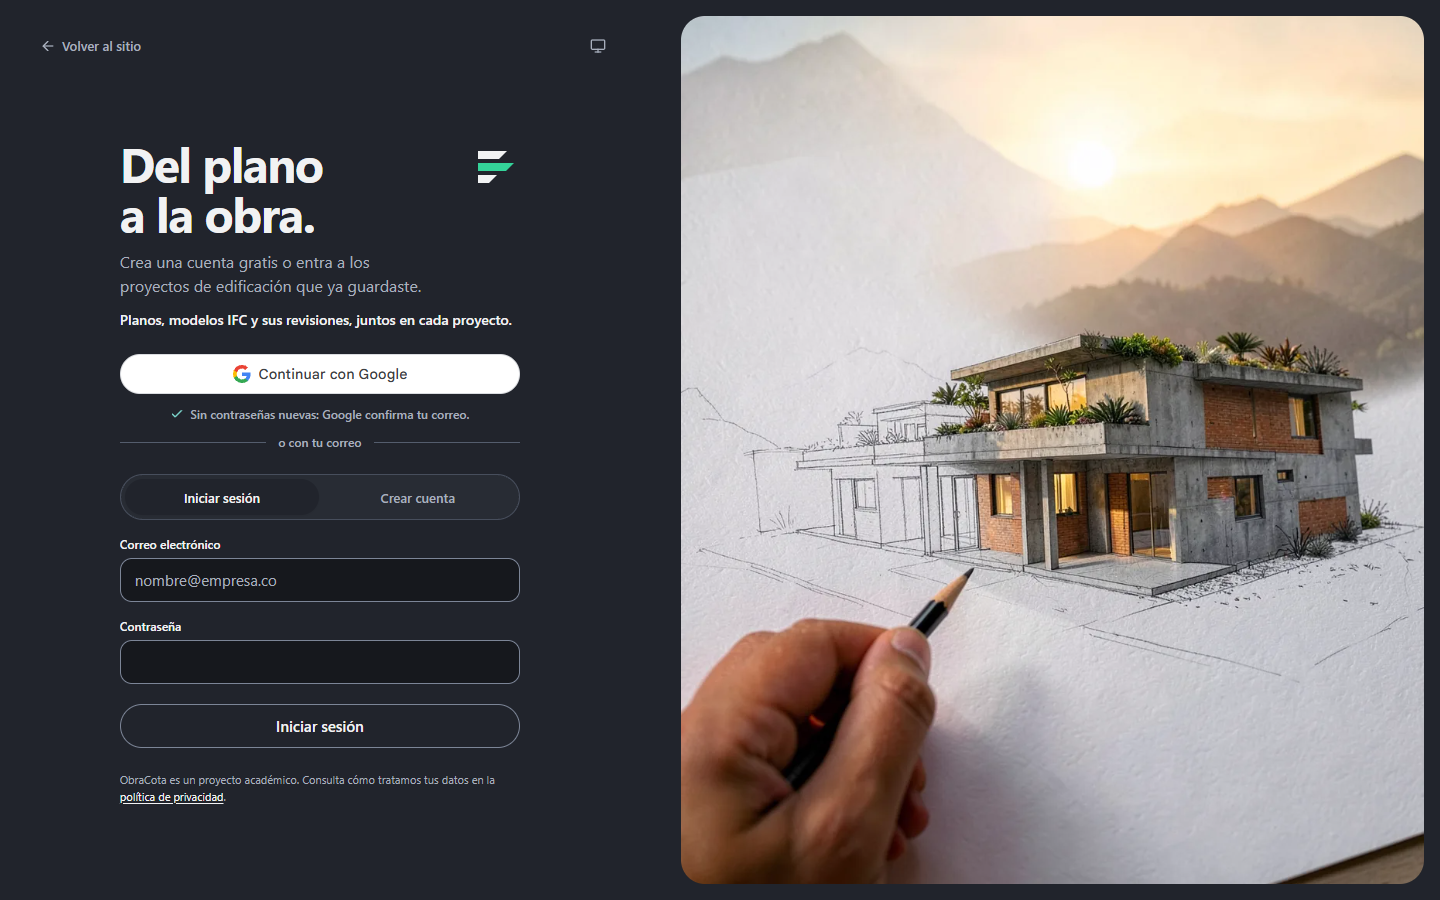 Volver al sitio
Del plano
a la obra.
Crea una cuenta gratis o entra a los
proyectos de edificación que ya guardaste.
Planos, modelos IFC y sus revisiones, juntos en cada proyecto.
Continuar con Google
Sin contraseñas nuevas: Google confirma tu correo.
o con tu correo
Iniciar sesión
Crear cuenta
Correo electrónico
nombre@empresa.co
Contraseña
Iniciar sesión
ObraCota es un proyecto académico. Consulta cómo tratamos tus datos en la
política de privacidad.